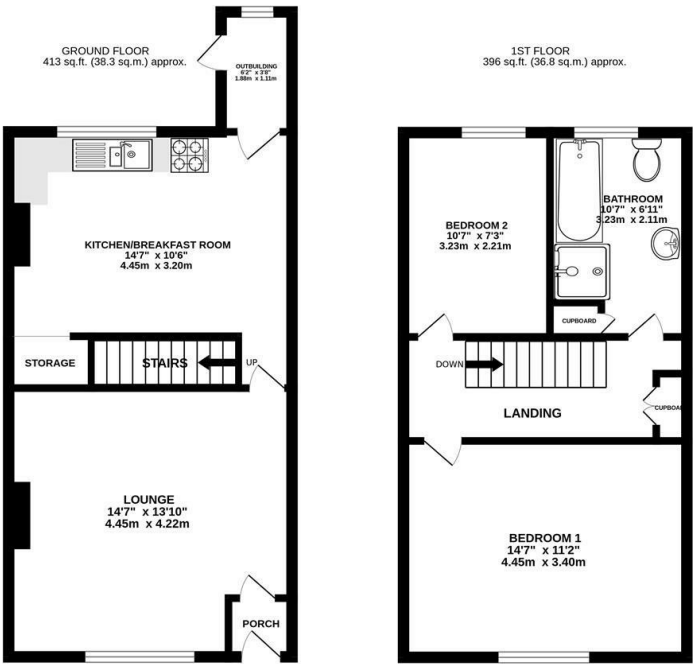 GROUND FLOOR
413 sq.ft. (38.3 sq.m.) approx.
OUTBUILDING
6'2" x 3'8"
1.88m x 1.11m
KITCHEN/BREAKFAST ROOM
14'7" x 10'6"
4.45m x 3.20m
STORAGE
STAIRS
UP
LOUNGE
14'7" x 13'10"
4.45m x 4.22m
PORCH
1ST FLOOR
396 sq.ft. (36.8 sq.m.) approx.
BEDROOM 2
10'7" x 7'3"
3.23m x 2.21m
BATHROOM
10'7" x 6'11"
3.23m x 2.11m
CUPBOARD
DOWN
LANDING
CUPBOA
BEDROOM 1
14'7" x 11'2"
4.45m x 3.40m